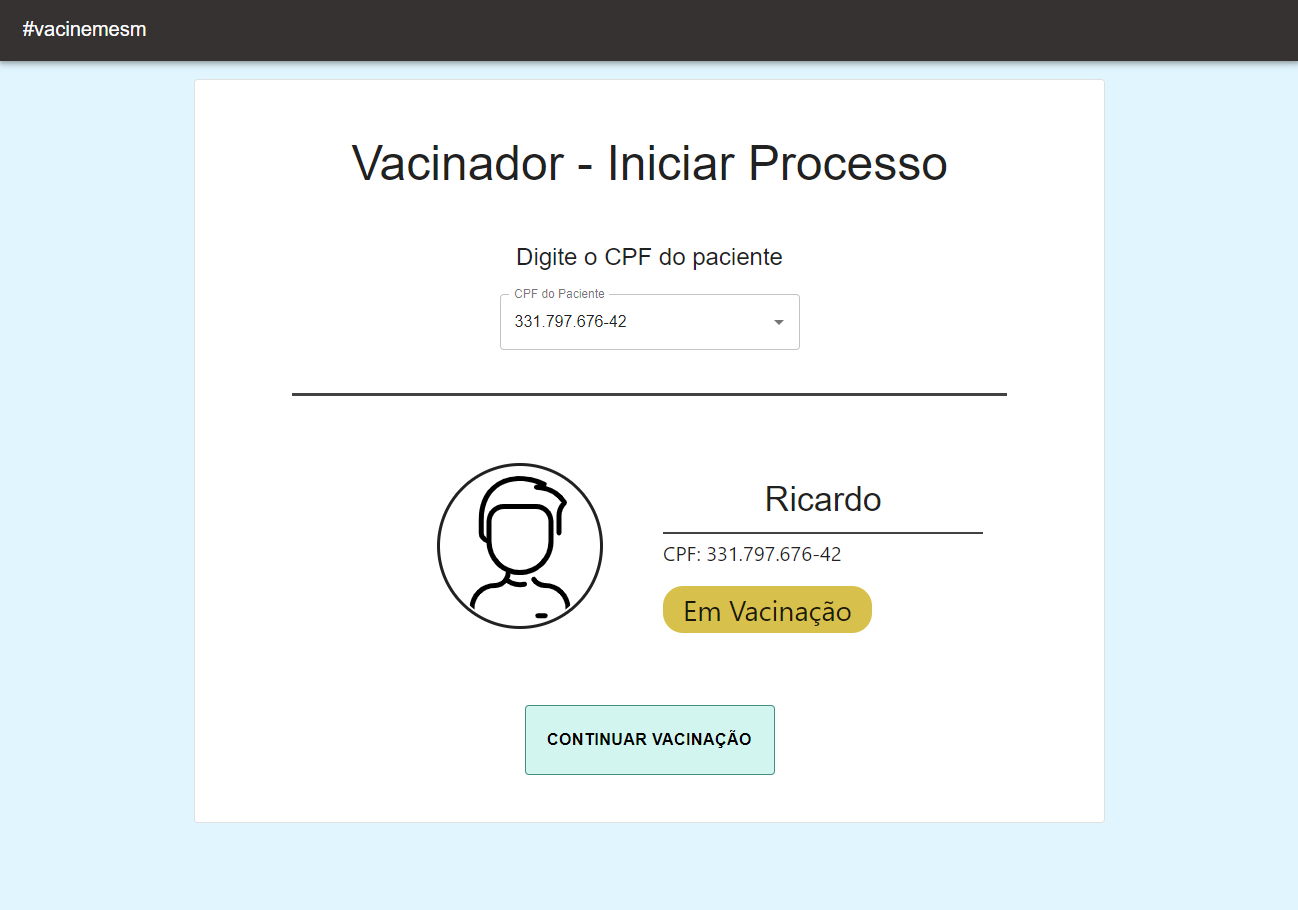 #vacinemesm
Vacinador - Iniciar Processo
Digite o CPF do paciente
CPF do Paciente
331.797.676-42
Ricardo
CPF: 331.797.676-42
Em Vacinação
CONTINUAR VACINAÇÃO